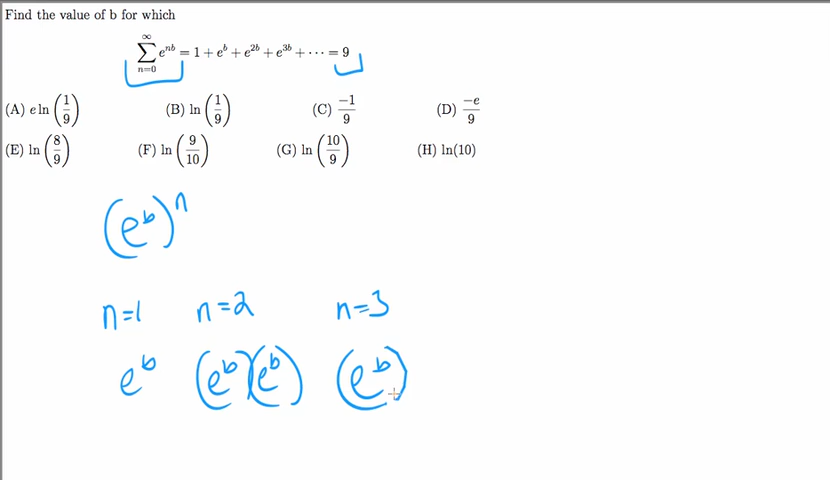 Find the value of b for which
∞∑n=0 e^{nb} = 1 + e^b + e^{2b} + e^{3b} + ⋯ = 9
(A) e ln(1/9) (B) ln(1/9) (C) −1/9 (D) −e/9
(E) ln(8/9) (F) ln(9/10) (G) ln(10/9) (H) ln(10)
(e^b)^n
n=1 n=2 n=3
e^b (e^b)(e^b) (e^b)